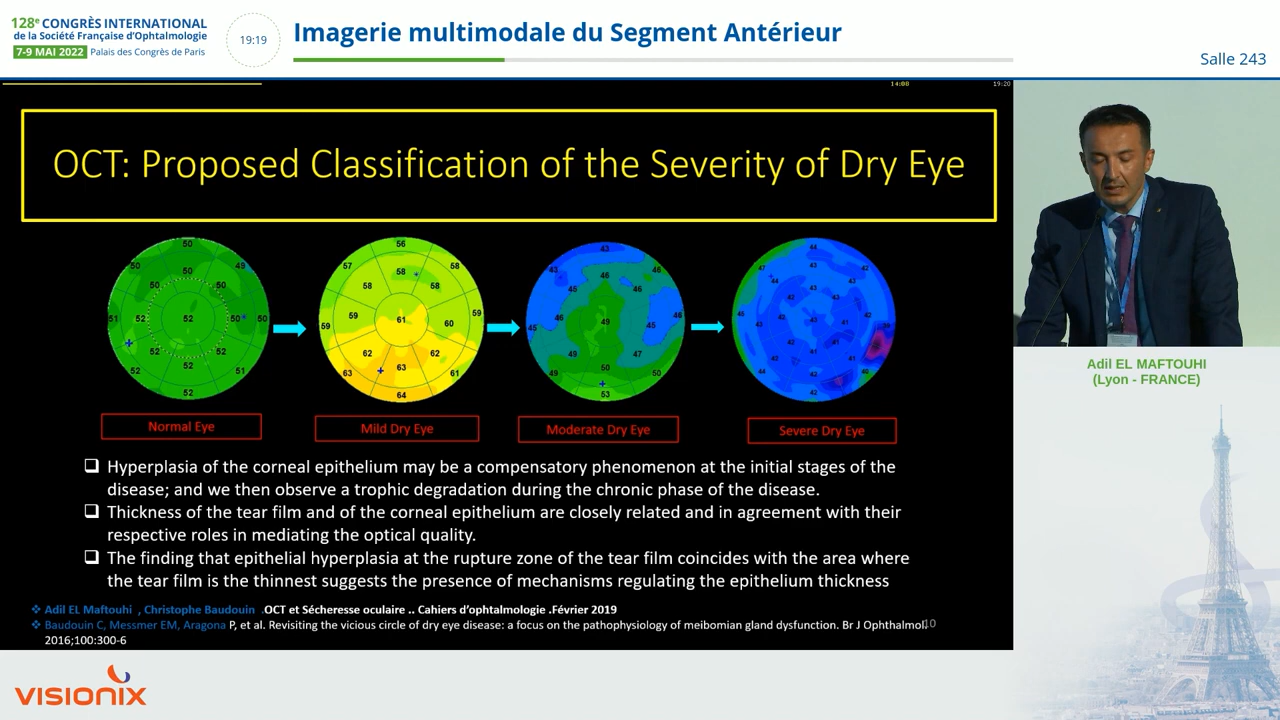 128e CONGRÈS INTERNATIONAL
de la Société Française d'Ophtalmologie
7-9 MAI 2022 Palais des Congrès de Paris
19:19
Imagerie multimodale du Segment Antérieur
Salle 243
14:08
19:20
OCT: Proposed Classification of the Severity of Dry Eye
Normal Eye
Mild Dry Eye
Moderate Dry Eye
Severe Dry Eye
❑ Hyperplasia of the corneal epithelium may be a compensatory phenomenon at the initial stages of the
disease; and we then observe a trophic degradation during the chronic phase of the disease.
❑ Thickness of the tear film and of the corneal epithelium are closely related and in agreement with their
respective roles in mediating the optical quality.
❑ The finding that epithelial hyperplasia at the rupture zone of the tear film coincides with the area where
the tear film is the thinnest suggests the presence of mechanisms regulating the epithelium thickness
❖ Adil EL Maftouhi , Christophe Baudouin .OCT et Sécheresse oculaire .. Cahiers d'ophtalmologie .Février 2019
❖ Baudouin C, Messmer EM, Aragona P, et al. Revisiting the vicious circle of dry eye disease: a focus on the pathophysiology of meibomian gland dysfunction. Br J Ophthalmol. 10
2016;100:300-6
Adil EL MAFTOUHI
(Lyon - FRANCE)
VISIONIX